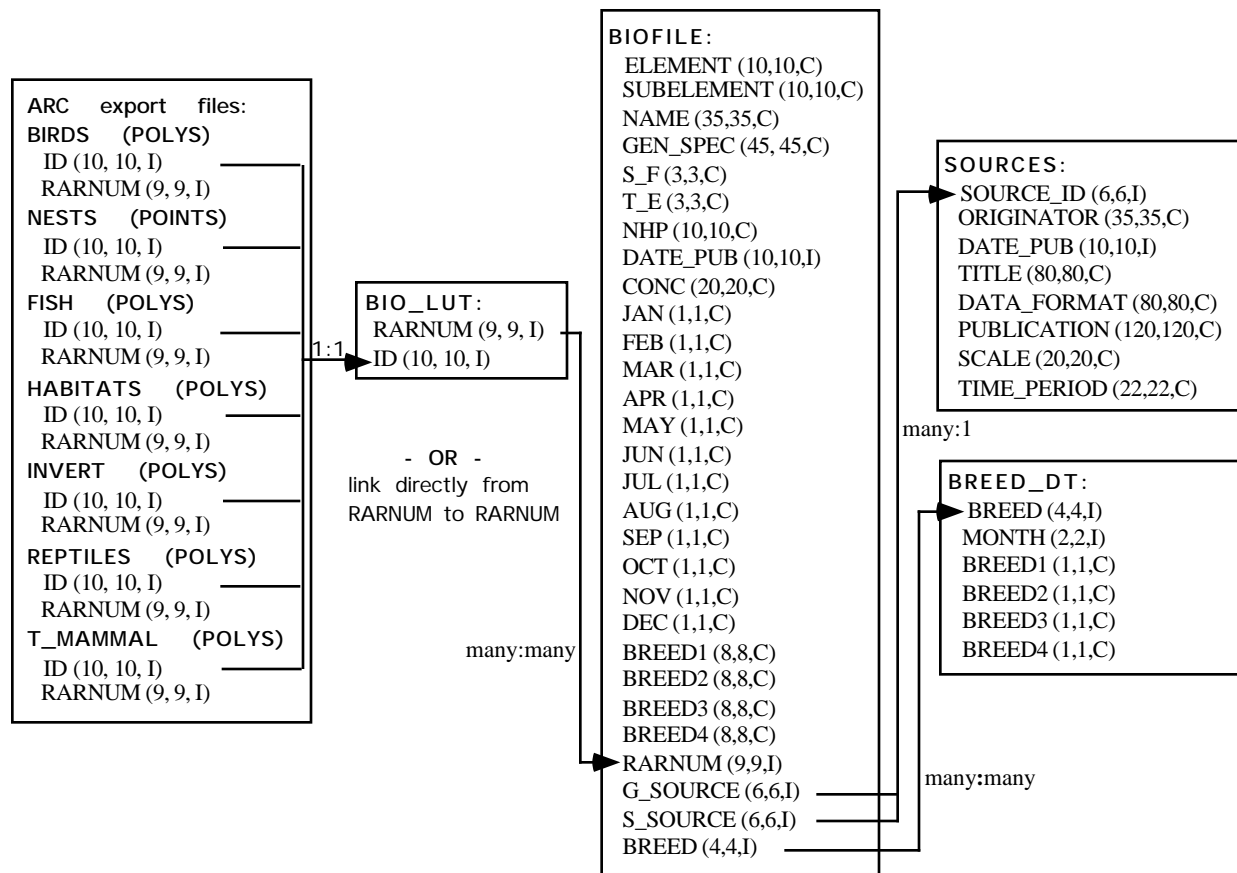 ARC export files:
BIRDS (POLYS)
ID (10, 10, I)
RARNUM (9, 9, I)
NESTS (POINTS)
ID (10, 10, I)
RARNUM (9, 9, I)
FISH (POLYS)
ID (10, 10, I)
RARNUM (9, 9, I)
HABITATS (POLYS)
ID (10, 10, I)
RARNUM (9, 9, I)
INVERT (POLYS)
ID (10, 10, I)
RARNUM (9, 9, I)
REPTILES (POLYS)
ID (10, 10, I)
RARNUM (9, 9, I)
T_MAMMAL (POLYS)
ID (10, 10, I)
RARNUM (9, 9, I)
1:1
BIO_LUT:
RARNUM (9, 9, I)
ID (10, 10, I)
- OR -
link directly from
RARNUM to RARNUM
many:many
BIOFILE:
ELEMENT (10,10,C)
SUBELEMENT (10,10,C)
NAME (35,35,C)
GEN_SPEC (45, 45,C)
S_F (3,3,C)
T_E (3,3,C)
NHP (10,10,C)
DATE_PUB (10,10,I)
CONC (20,20,C)
JAN (1,1,C)
FEB (1,1,C)
MAR (1,1,C)
APR (1,1,C)
MAY (1,1,C)
JUN (1,1,C)
JUL (1,1,C)
AUG (1,1,C)
SEP (1,1,C)
OCT (1,1,C)
NOV (1,1,C)
DEC (1,1,C)
BREED1 (8,8,C)
BREED2 (8,8,C)
BREED3 (8,8,C)
BREED4 (8,8,C)
RARNUM (9,9,I)
G_SOURCE (6,6,I)
S_SOURCE (6,6,I)
BREED (4,4,I)
many:1
many:many
SOURCES:
SOURCE_ID (6,6,I)
ORIGINATOR (35,35,C)
DATE_PUB (10,10,I)
TITLE (80,80,C)
DATA_FORMAT (80,80,C)
PUBLICATION (120,120,C)
SCALE (20,20,C)
TIME_PERIOD (22,22,C)
BREED_DT:
BREED (4,4,I)
MONTH (2,2,I)
BREED1 (1,1,C)
BREED2 (1,1,C)
BREED3 (1,1,C)
BREED4 (1,1,C)